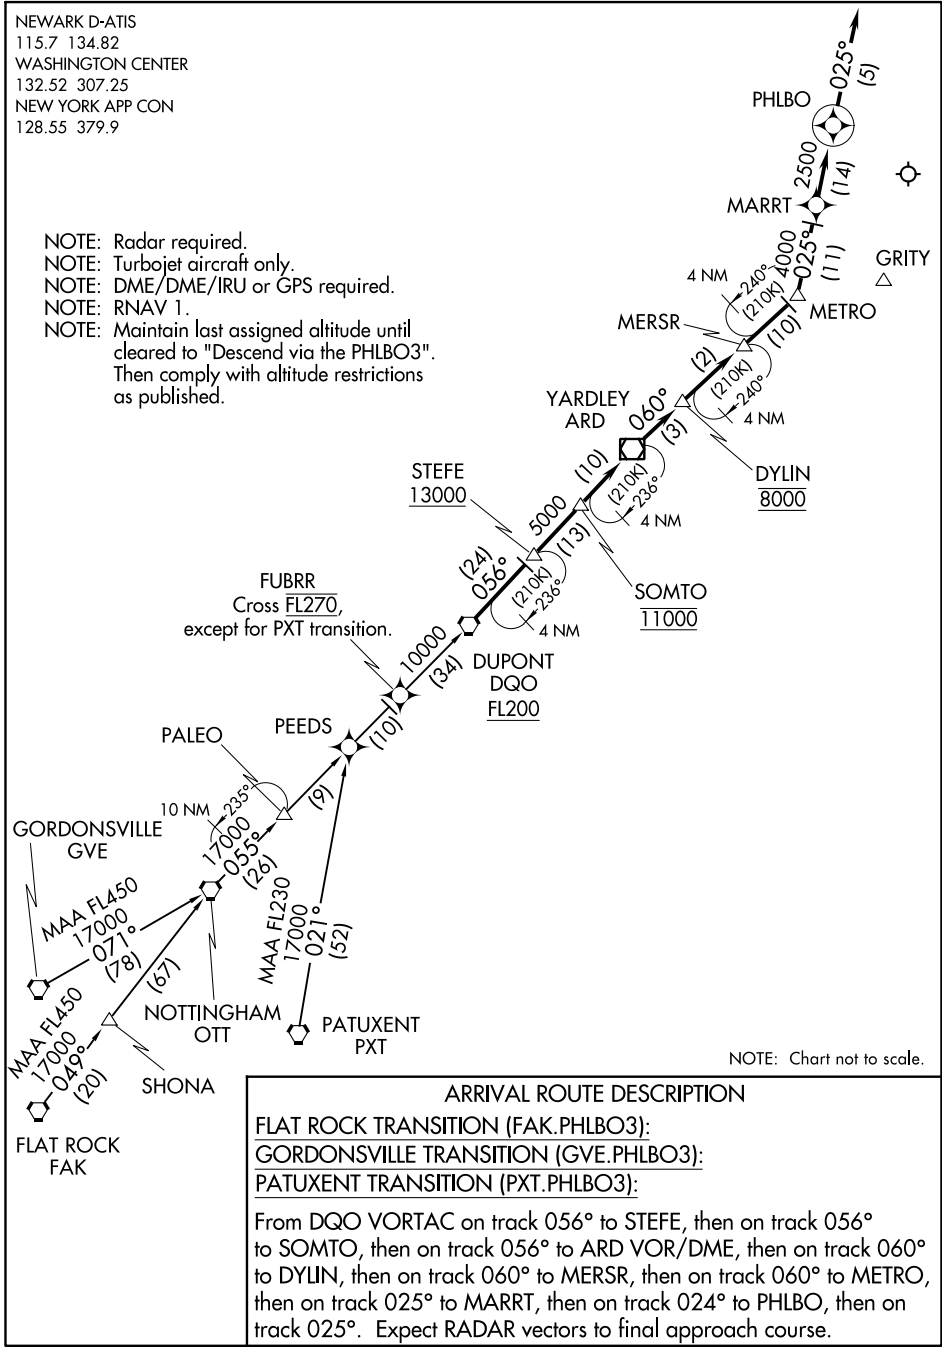 NEWARK D-ATIS
115.7 134.82
WASHINGTON CENTER
132.52 307.25
NEW YORK APP CON
128.55 379.9
NOTE: Radar required.
NOTE: Turbojet aircraft only.
NOTE: DME/DME/IRU or GPS required.
NOTE: RNAV 1.
NOTE: Maintain last assigned altitude until
cleared to "Descend via the PHLBO3".
Then comply with altitude restrictions
as published.
025°
(5)
PHLBO
2500
(14)
MARRT
4000
025°
(11)
GRITY
4 NM
240°
(210K)
METRO
MERSR
(10)
(2)
(210K)
240°
4 NM
YARDLEY
ARD
060°
(3)
DYLIN
8000
(10)
(210K)
236°
4 NM
STEFE
13000
5000
(13)
SOMTO
11000
(24)
056°
(210K)
236°
4 NM
FUBRR
Cross FL270,
except for PXT transition.
10000
(34)
DUPONT
DQO
FL200
PEEDS
(10)
PALEO
(9)
10 NM
235°
17000
055°
(26)
GORDONSVILLE
GVE
MAA FL450
17000
071°
(78)
(67)
MAA FL230
17000
021°
(52)
NOTTINGHAM
OTT
PATUXENT
PXT
MAA FL450
17000
049°
(20)
SHONA
FLAT ROCK
FAK
NOTE: Chart not to scale.
ARRIVAL ROUTE DESCRIPTION
FLAT ROCK TRANSITION (FAK.PHLBO3):
GORDONSVILLE TRANSITION (GVE.PHLBO3):
PATUXENT TRANSITION (PXT.PHLBO3):
From DQO VORTAC on track 056° to STEFE, then on track 056°
to SOMTO, then on track 056° to ARD VOR/DME, then on track 060°
to DYLIN, then on track 060° to MERSR, then on track 060° to METRO,
then on track 025° to MARRT, then on track 024° to PHLBO, then on
track 025°. Expect RADAR vectors to final approach course.